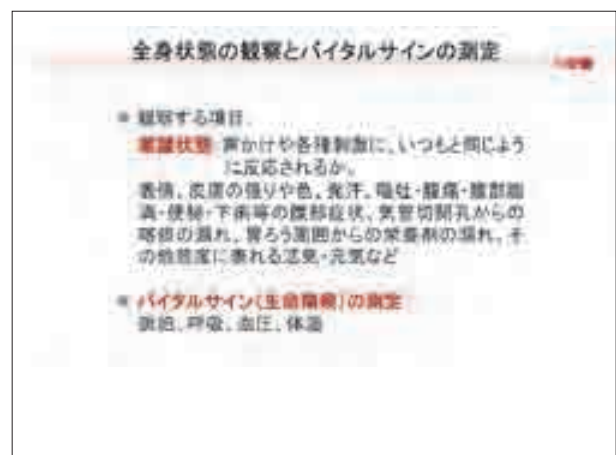 全身状態の観察とバイタルサインの測定
観察する項目
意識状態 声かけや各種刺激に、いつもと同じよう
に反応されるか。
表情、皮膚の張りや色、発汗、嘔吐・腹痛・腹部膨
満・便秘・下痢等の腹部症状、気管切開孔からの
喀痰の漏れ、胃ろう周囲からの栄養剤の漏れ、そ
の他態度に表れる活気・元気など
バイタルサイン(生命徴候)の測定
脈拍、呼吸、血圧、体温